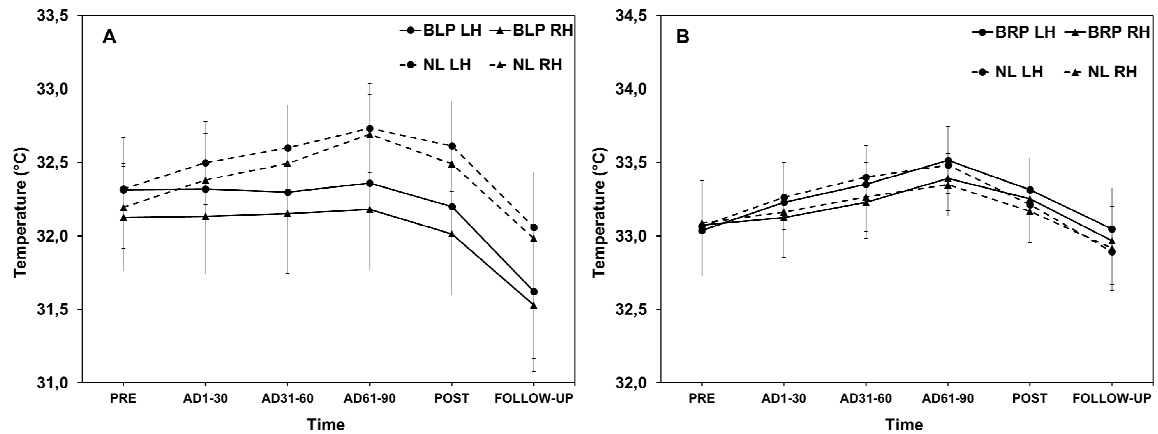 A
BLP LH BLP RH
NL LH NL RH
33,5
33,0
32,5
32,0
31,5
31,0
Temperature (°C)
PRE AD1-30 AD31-60 AD61-90 POST FOLLOW-UP
Time
B
BRP LH BRP RH
NL LH NL RH
34,5
34,0
33,5
33,0
32,5
32,0
Temperature (°C)
PRE AD1-30 AD31-60 AD61-90 POST FOLLOW-UP
Time